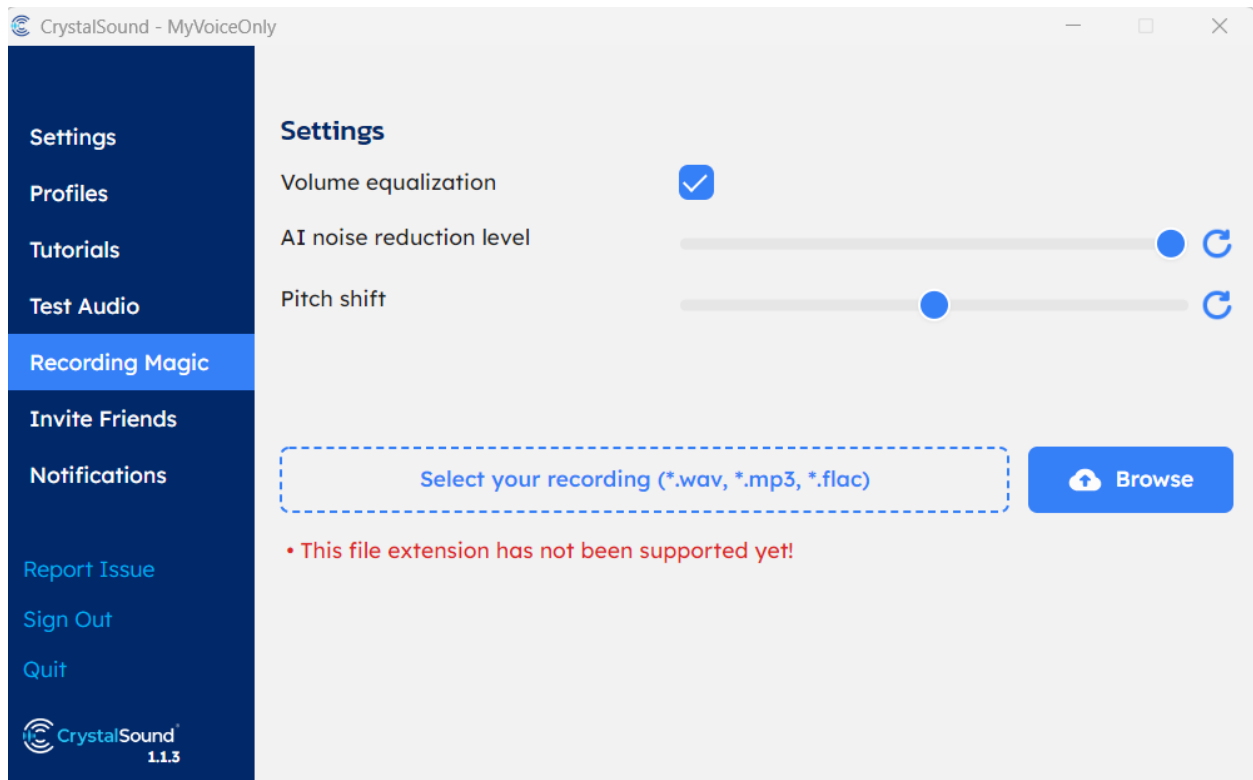 CrystalSound - MyVoiceOnly
Settings
Profiles
Tutorials
Test Audio
Recording Magic
Invite Friends
Notifications
Report Issue
Sign Out
Quit
CrystalSound
1.1.3
Settings
Volume equalization
AI noise reduction level
Pitch shift
Select your recording (*.wav, *.mp3, *.flac)
Browse
• This file extension has not been supported yet!